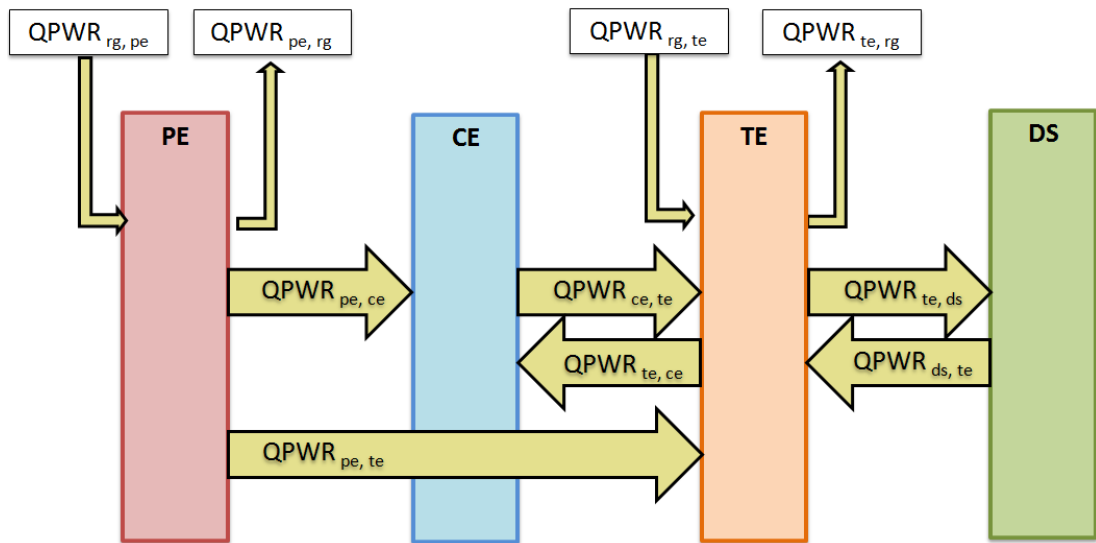 QPWR rg, pe
QPWR pe, rg
QPWR rg, te
QPWR te, rg
PE
CE
TE
DS
QPWR pe, ce
QPWR ce, te
QPWR te, ds
QPWR te, ce
QPWR ds, te
QPWR pe, te